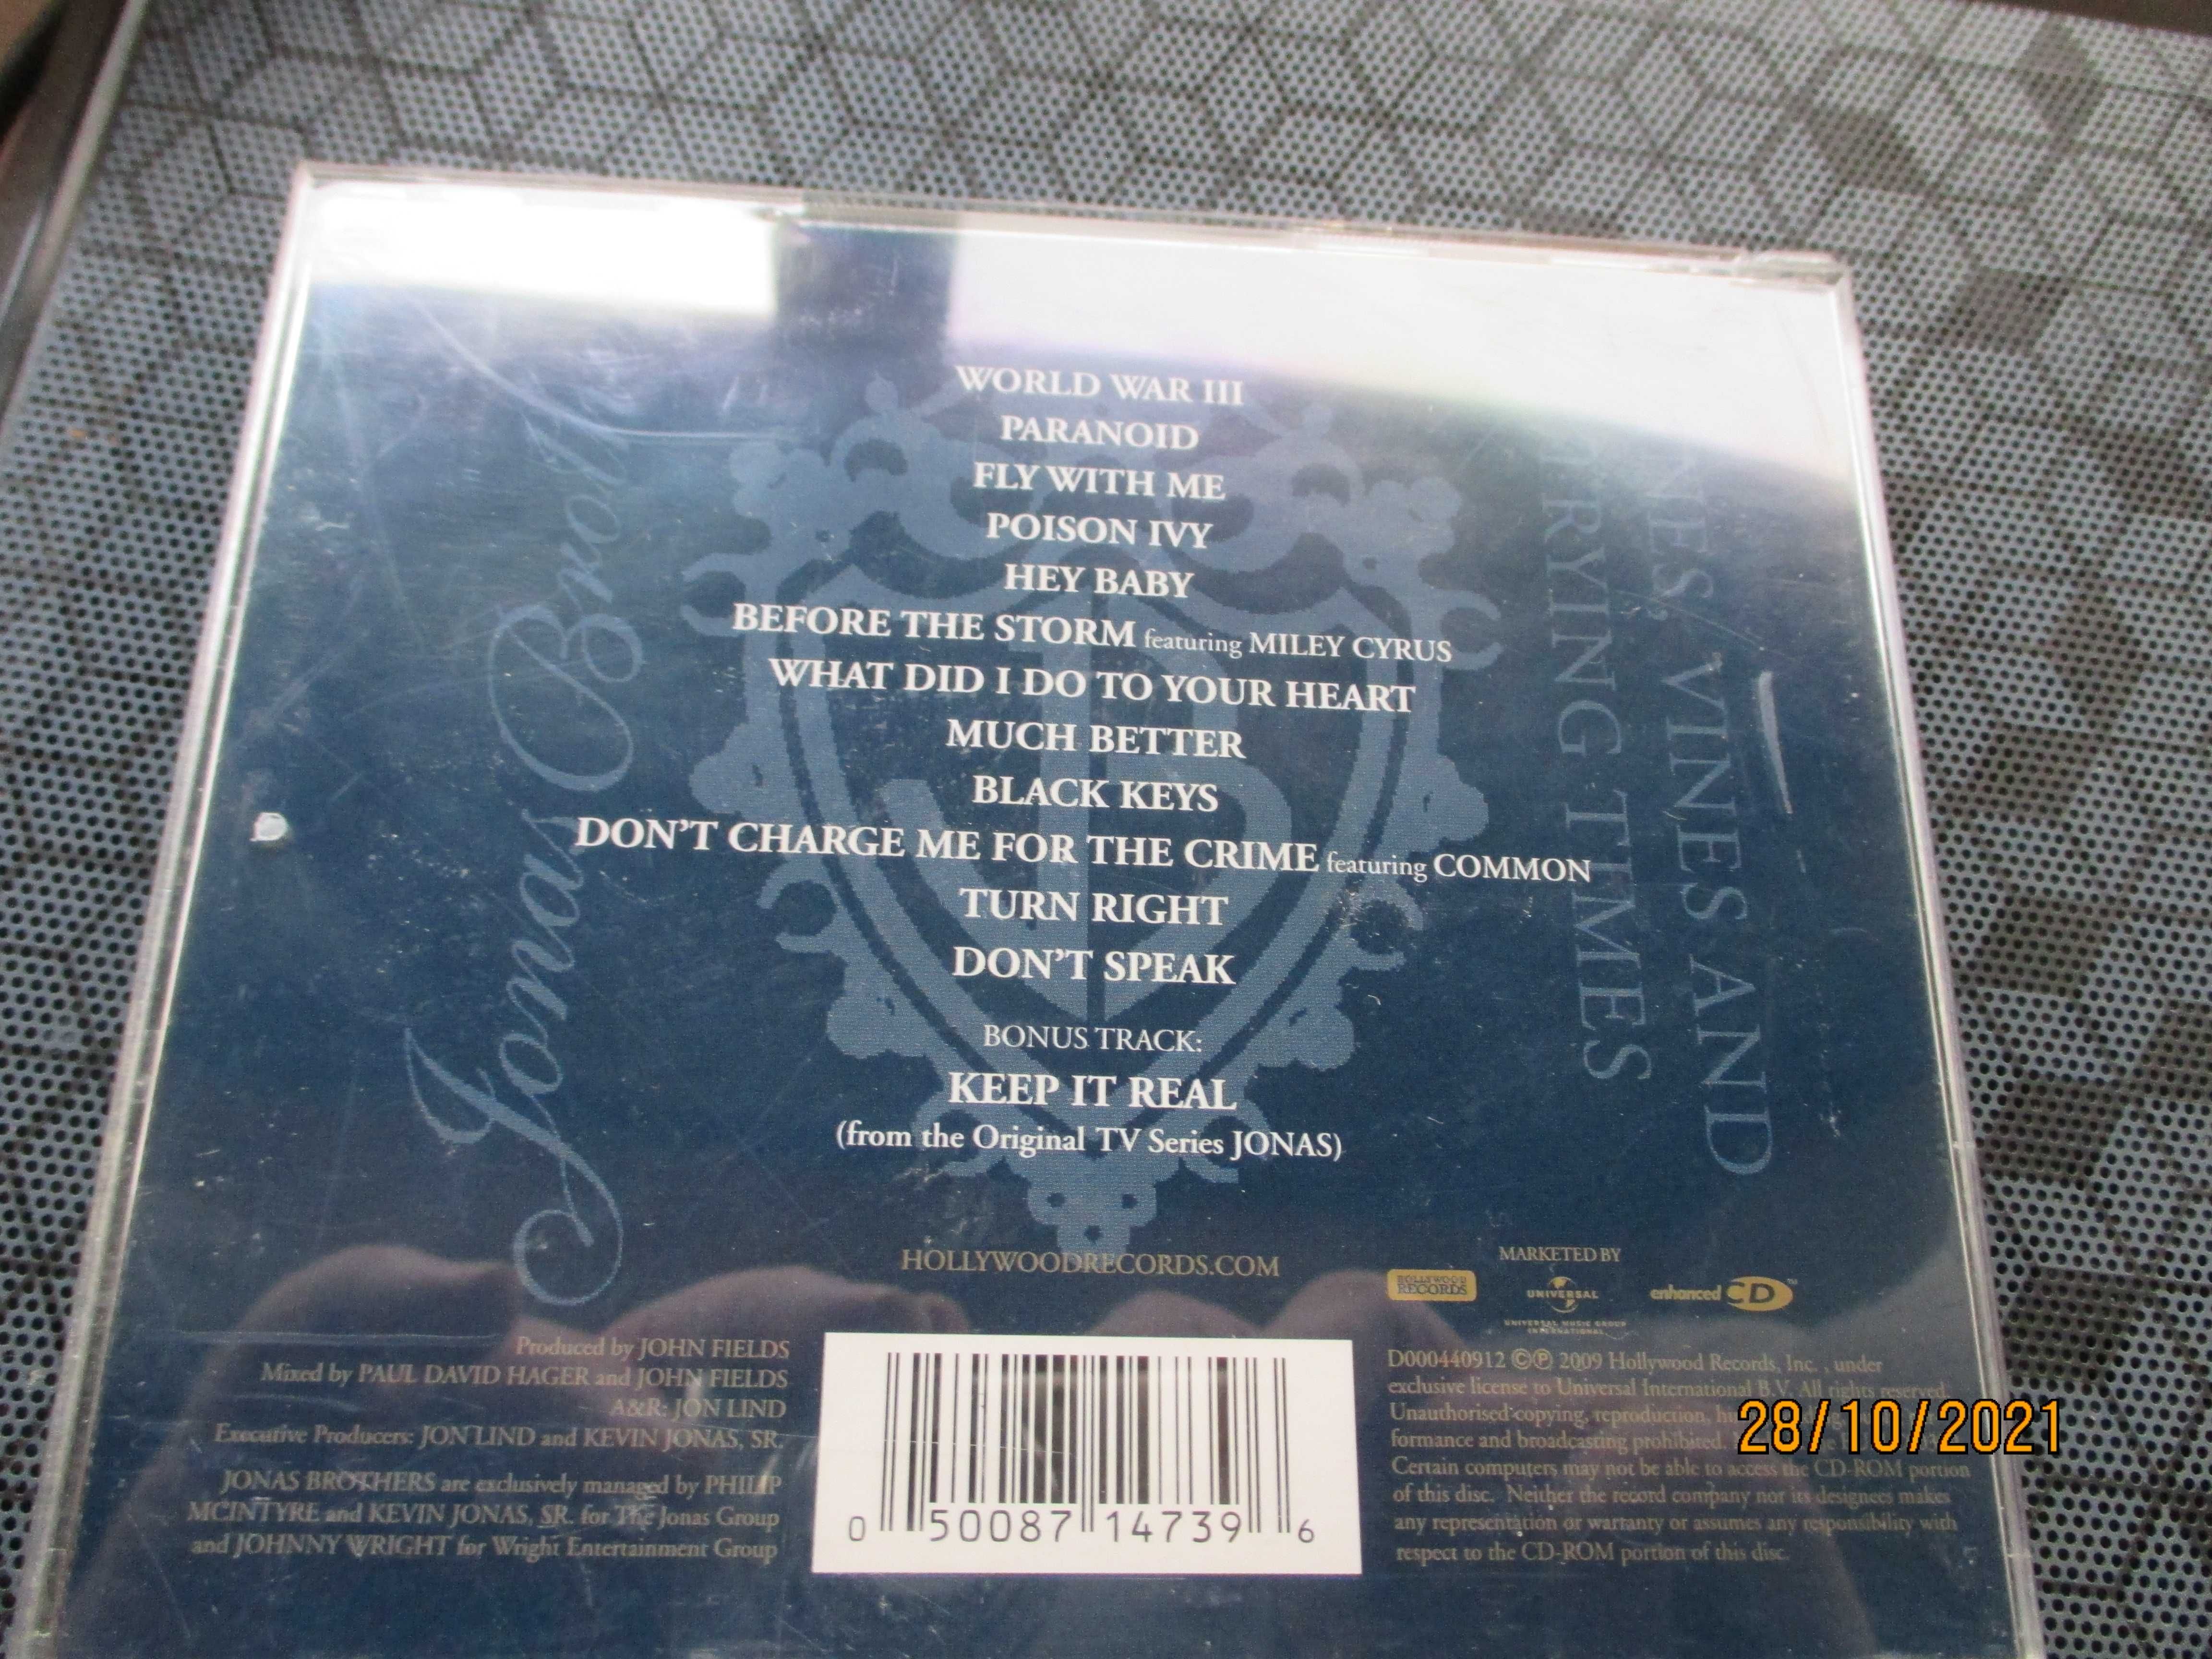 WORLD WAR III
PARANOID
FLY WITH ME
POISON IVY
HEY BABY
BEFORE THE STORM featuring MILEY CYRUS
WHAT DID I DO TO YOUR HEART
MUCH BETTER
BLACK KEYS
DON'T CHARGE ME FOR THE CRIME featuring COMMON
TURN RIGHT
DON'T SPEAK
BONUS TRACK:
KEEP IT REAL
(from the Original TV Series JONAS)
Jonas
VINES AND
TIMES
HOLLYWOODRECORDS.COM
HOLLYWOOD
RECORDS
MARKETED BY
UNIVERSAL
UNIVERSAL MUSIC GROUP
INTERNATIONAL
enhanced CD™
Produced by JOHN FIELDS
Mixed by PAUL DAVID HAGER and JOHN FIELDS
A&R: JON LIND
Executive Producers: JON LIND and KEVIN JONAS, SR.
JONAS BROTHERS are exclusively managed by PHILIP
MCINTYRE and KEVIN JONAS, SR. for The Jonas Group
and JOHNNY WRIGHT for Wright Entertainment Group
0 50087 14739 6
D000440912 ©℗ 2009 Hollywood Records, Inc. , under
exclusive license to Universal International B.V. All rights reserved.
Unauthorised copying, reproduction,
formance and broadcasting prohibited.
Certain computers may not be able to access the CD-ROM portion
of this disc. Neither the record company nor its designees makes
any representation or warranty or assumes any responsibility with
respect to the CD-ROM portion of this disc.
28/10/2021